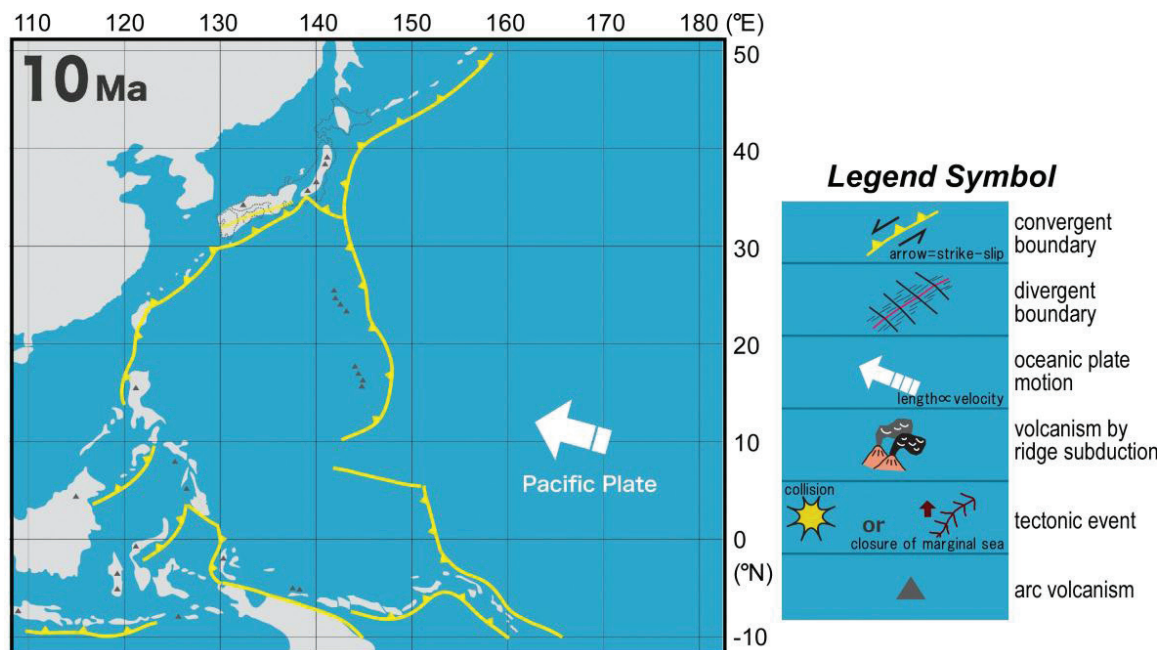 110 120 130 140 150 160 170 180 (ºE)
10 Ma
50
40
30
20
10
0
(ºN)
-10
Pacific Plate
Legend Symbol
arrow=strike-slip
convergent
boundary
divergent
boundary
length∝velocity
oceanic plate
motion
volcanism by
ridge subduction
collision
or
closure of marginal sea
tectonic event
arc volcanism